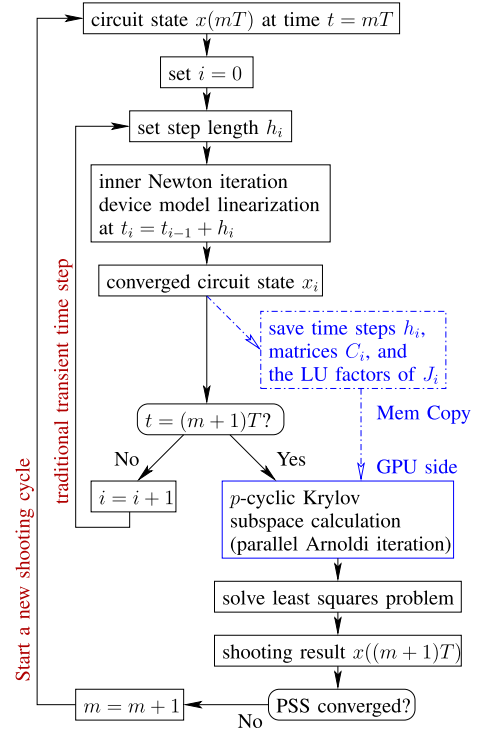 circuit state x(mT) at time t = mT
set i = 0
set step length h_i
inner Newton iteration
device model linearization
at t_i = t_{i−1} + h_i
converged circuit state x_i
save time steps h_i,
matrices C_i, and
the LU factors of J_i
Mem Copy
GPU side
t = (m + 1)T?
No
Yes
i = i + 1
p-cyclic Krylov
subspace calculation
(parallel Arnoldi iteration)
solve least squares problem
shooting result x((m + 1)T)
PSS converged?
No
m = m + 1
traditional transient time step
Start a new shooting cycle